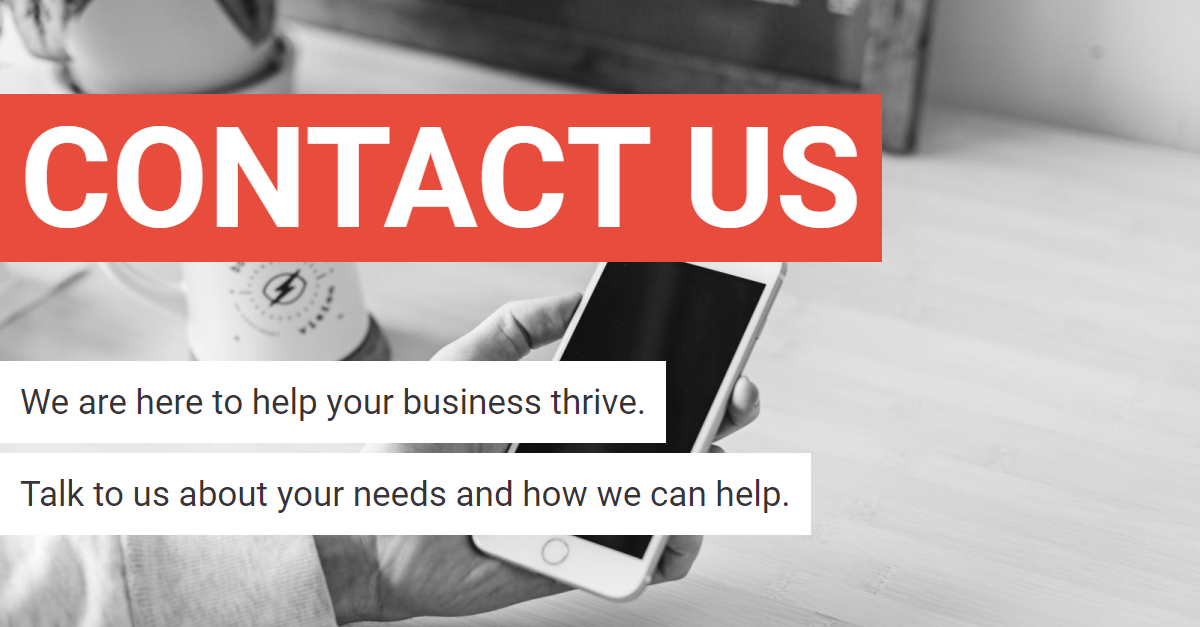 CONTACT US
vision
We are here to help your business thrive.
Talk to us about your needs and how we can help.